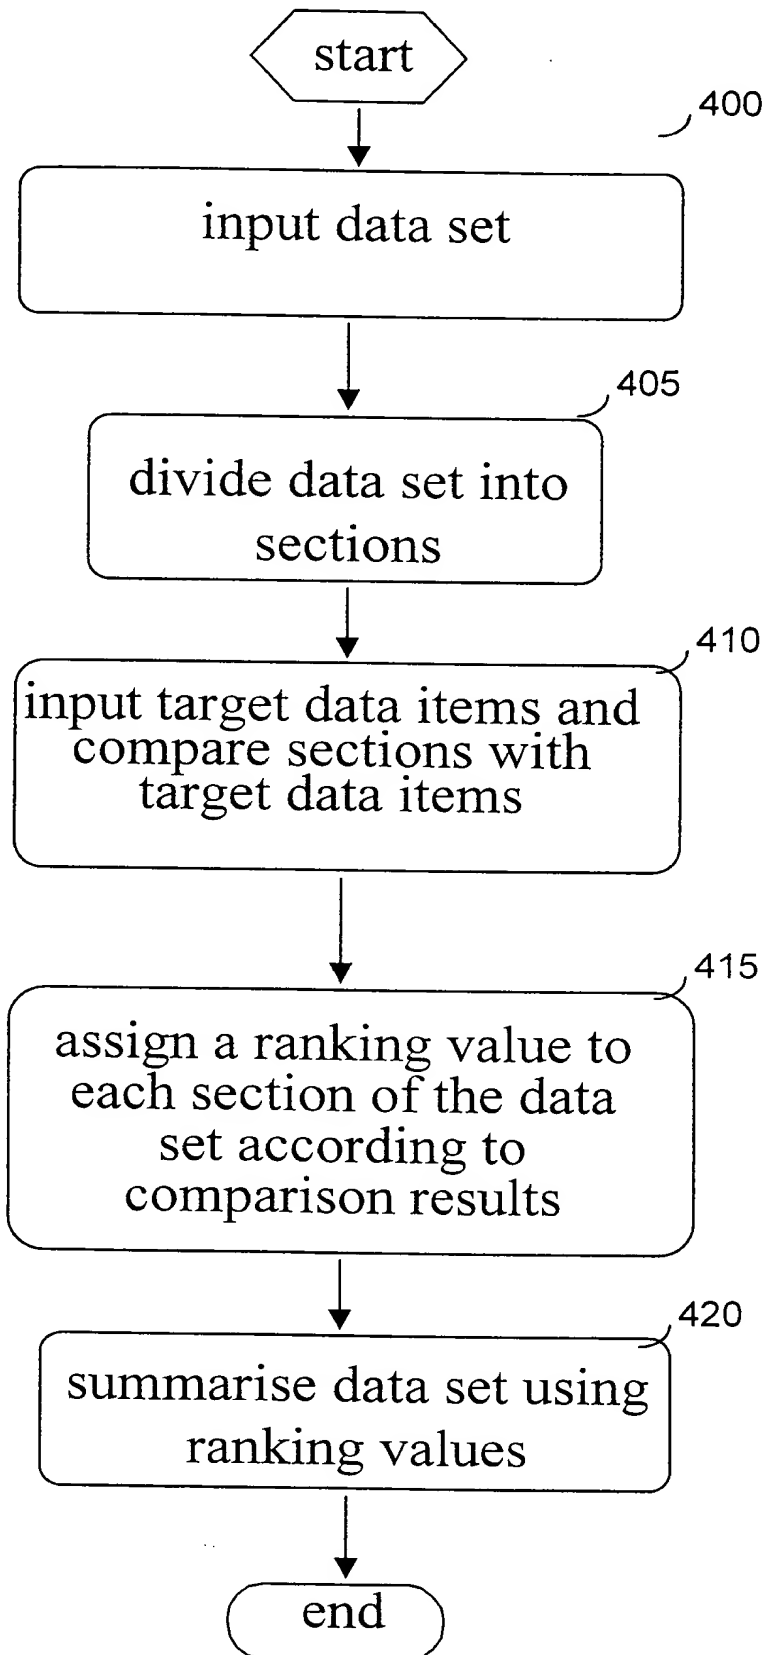 start
400
input data set
405
divide data set into
sections
410
input target data items and
compare sections with
target data items
415
assign a ranking value to
each section of the data
set according to
comparison results
420
summarise data set using
ranking values
end